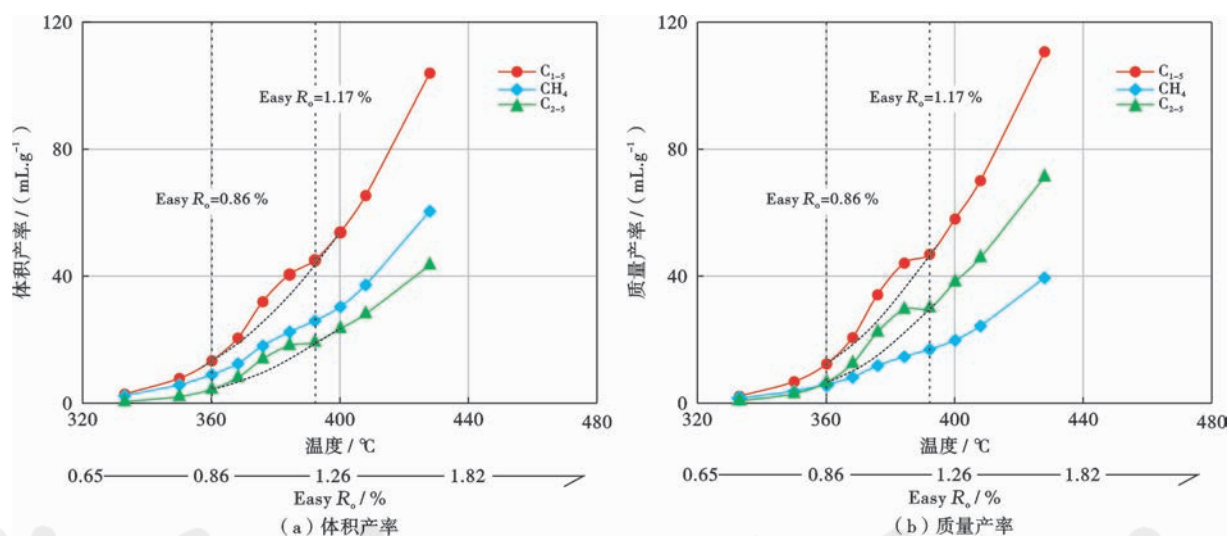 120
80
40
0
320
360
400
440
480
体积产率 /（mL.g⁻¹）
温度 / ℃
C₁₋₅
CH₄
C₂₋₅
Easy Rₒ=1.17 %
Easy Rₒ=0.86 %
0.65
0.86
1.26
1.82
Easy Rₒ / %
（a）体积产率
120
80
40
0
320
360
400
440
480
质量产率 /（mL.g⁻¹）
温度 / ℃
C₁₋₅
CH₄
C₂₋₅
Easy Rₒ=1.17 %
Easy Rₒ=0.86 %
0.65
0.86
1.26
1.82
Easy Rₒ / %
（b）质量产率